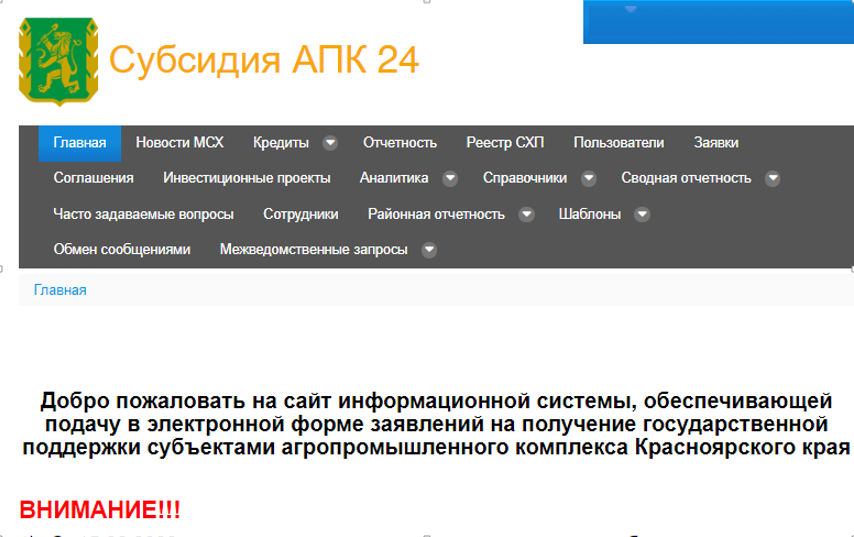 Субсидия АПК 24
Главная Новости МСХ Кредиты Отчетность Реестр СХП Пользователи Заявки
Соглашения Инвестиционные проекты Аналитика Справочники Сводная отчетность
Часто задаваемые вопросы Сотрудники Районная отчетность Шаблоны
Обмен сообщениями Межведомственные запросы
Главная
Добро пожаловать на сайт информационной системы, обеспечивающей
подачу в электронной форме заявлений на получение государственной
поддержки субъектами агропромышленного комплекса Красноярского края
ВНИМАНИЕ!!!